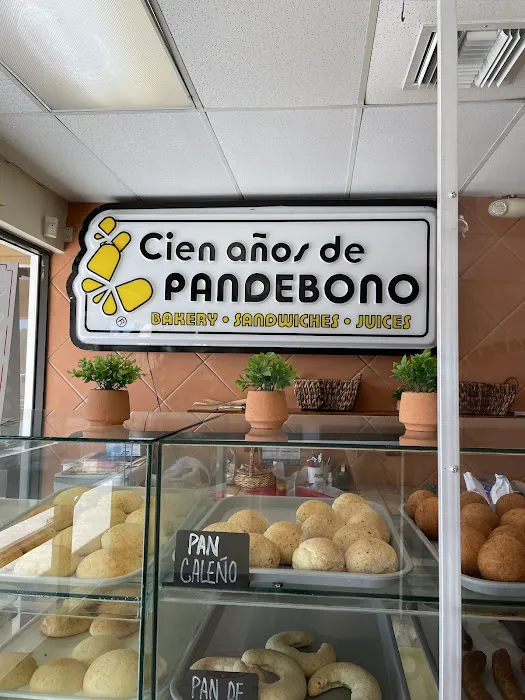 Cien años de
PANDEBONO
BAKERY • SANDWICHES • JUICES
PAN
CALEÑO
PAN DE